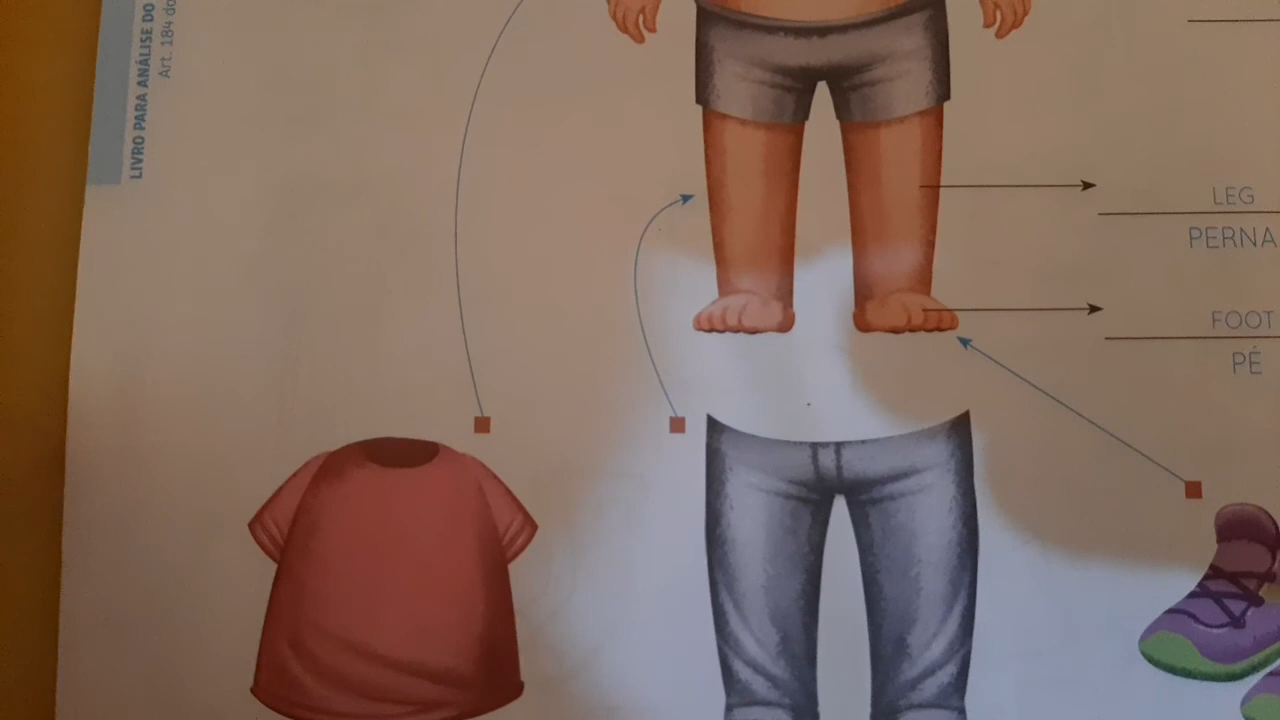 LIVRO PARA ANÁLISE DO
Art. 184 do
LEG
PERNA
FOOT
PÉ